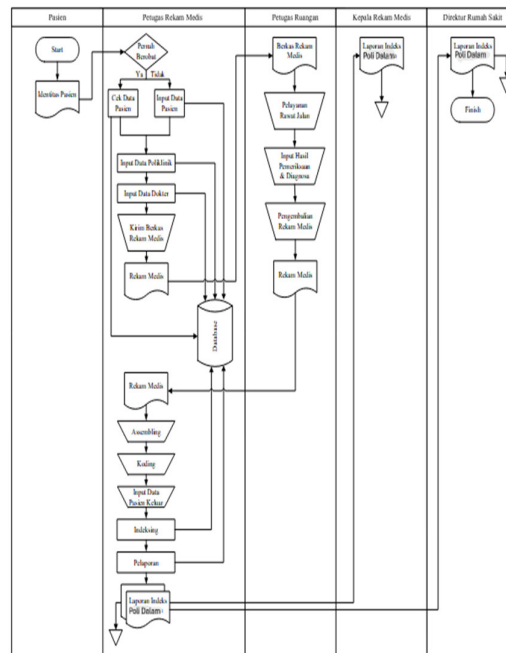 Pasien
Petugas Rekam Medis
Petugas Ruangan
Kepala Rekam Medis
Direktur Rumah Sakit
Start
Identitas Pasien
Pernah
Berobat
Ya
Tidak
Cek Data
Pasien
Input Data
Pasien
Input Data Poliklinik
Input Data Dokter
Kirim Berkas
Rekam Medis
Rekam Medis
Database
Rekam Medis
Assembling
Koding
Input Data
Pasien Keluar
Indeksing
Pelaporan
Laporan Indeks
Poli Dalam
Berkas Rekam
Medis
Pelayanan
Rawat Jalan
Input Hasil
Pemeriksaan
& Diagnosa
Pengembalian
Rekam Medis
Rekam Medis
Laporan Indeks
Poli Dalam
Laporan Indeks
Poli Dalam
Finish